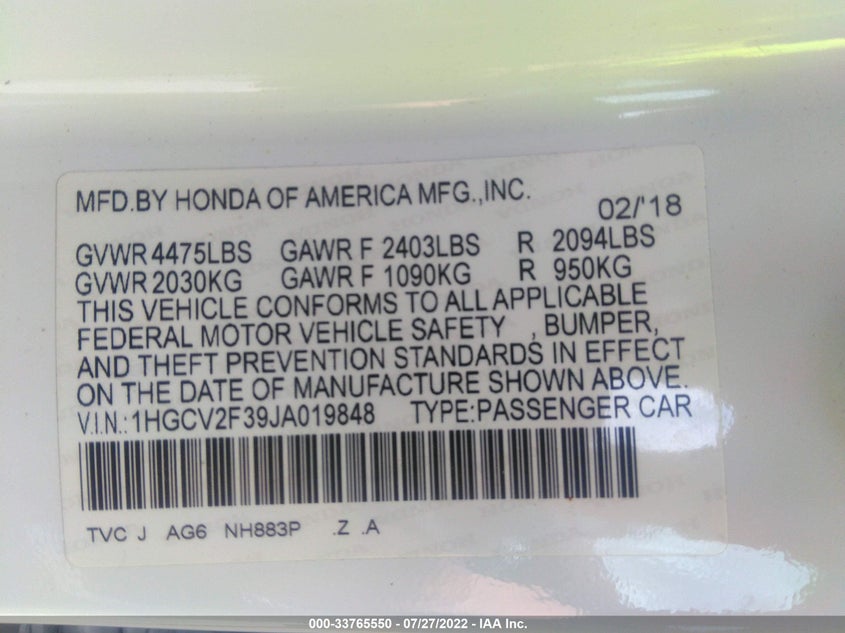 MFD.BY HONDA OF AMERICA MFG.,INC. 02/'18
GVWR 4475LBS GAWR F 2403LBS R 2094LBS
GVWR 2030KG GAWR F 1090KG R 950KG
THIS VEHICLE CONFORMS TO ALL APPLICABLE
FEDERAL MOTOR VEHICLE SAFETY , BUMPER,
AND THEFT PREVENTION STANDARDS IN EFFECT
ON THE DATE OF MANUFACTURE SHOWN ABOVE.
V.I.N.:1HGCV2F39JA019848 TYPE:PASSENGER CAR
TVC J AG6 NH883P .Z .A
000-33765550 / 07/27/2022 - IAA Inc.